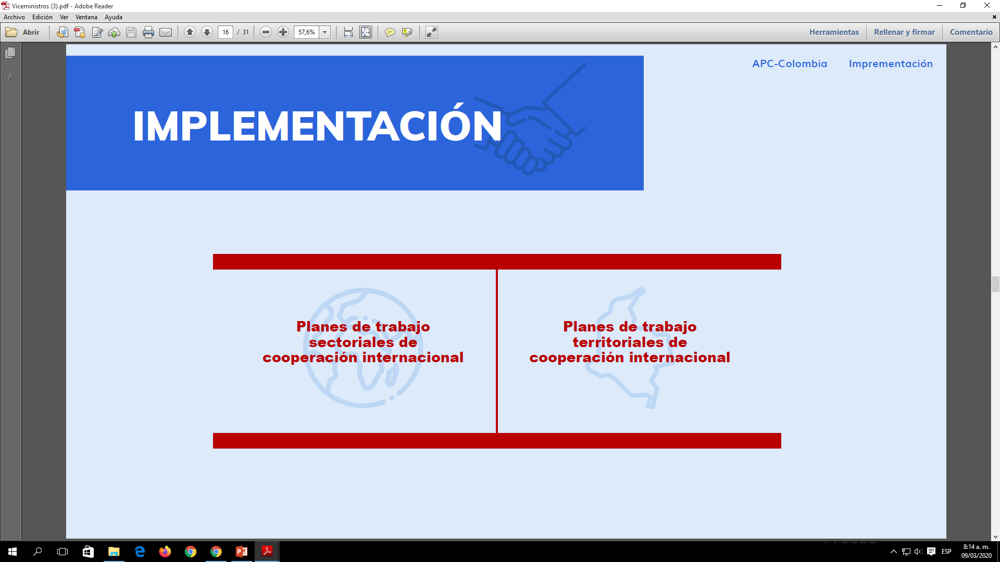 Viceministros (3).pdf - Adobe Reader
Archivo Edición Ver Ventana Ayuda
Abrir 16 / 31 57,6% Herramientas Rellenar y firmar Comentario
APC-Colombia Imprementación
IMPLEMENTACIÓN
Planes de trabajo
sectoriales de
cooperación internacional
Planes de trabajo
territoriales de
cooperación internacional
ESP
8:14 a. m.
09/03/2020